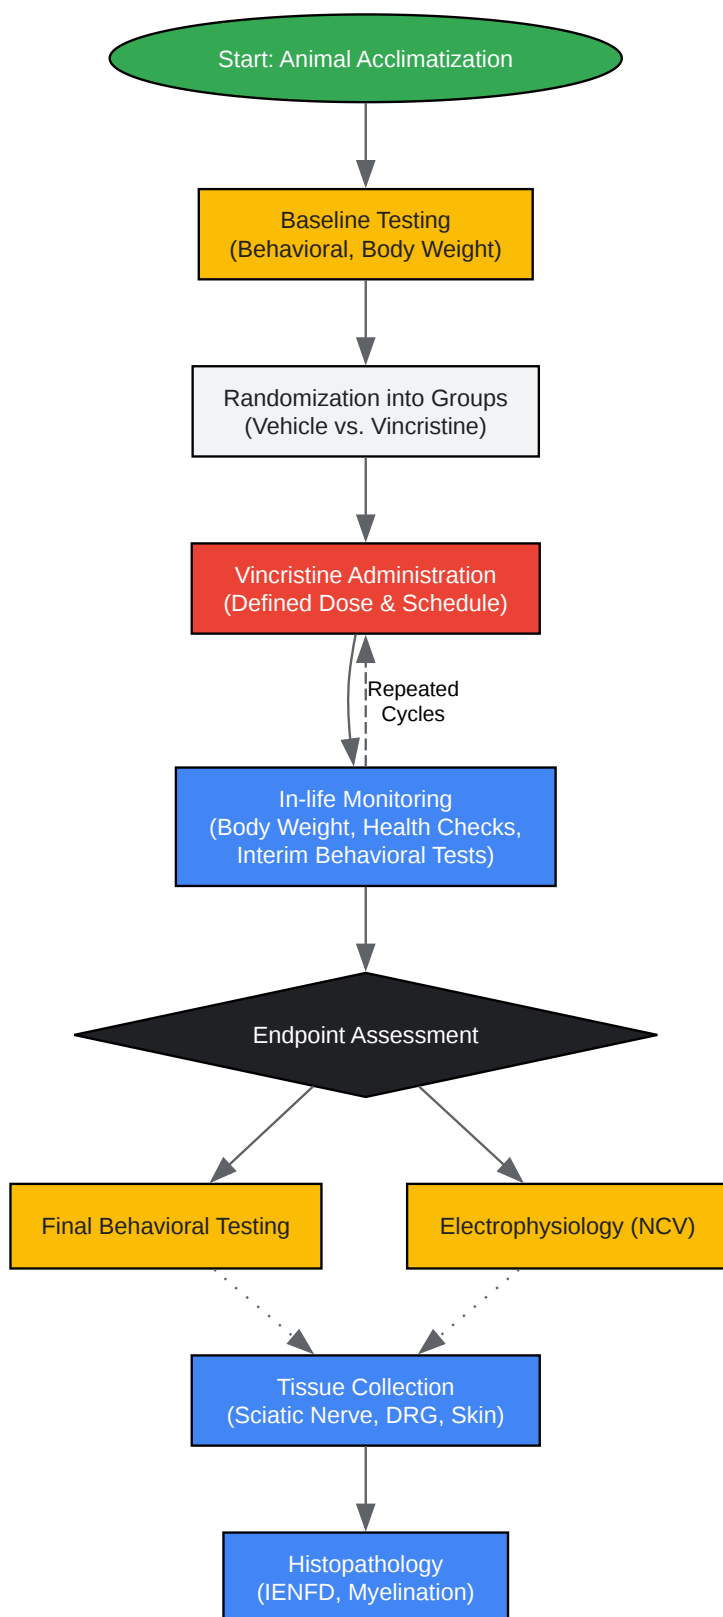 Start: Animal Acclimatization
Baseline Testing
(Behavioral, Body Weight)
Randomization into Groups
(Vehicle vs. Vincristine)
Vincristine Administration
(Defined Dose & Schedule)
Repeated
Cycles
In-life Monitoring
(Body Weight, Health Checks,
Interim Behavioral Tests)
Endpoint Assessment
Final Behavioral Testing
Electrophysiology (NCV)
Tissue Collection
(Sciatic Nerve, DRG, Skin)
Histopathology
(IENFD, Myelination)